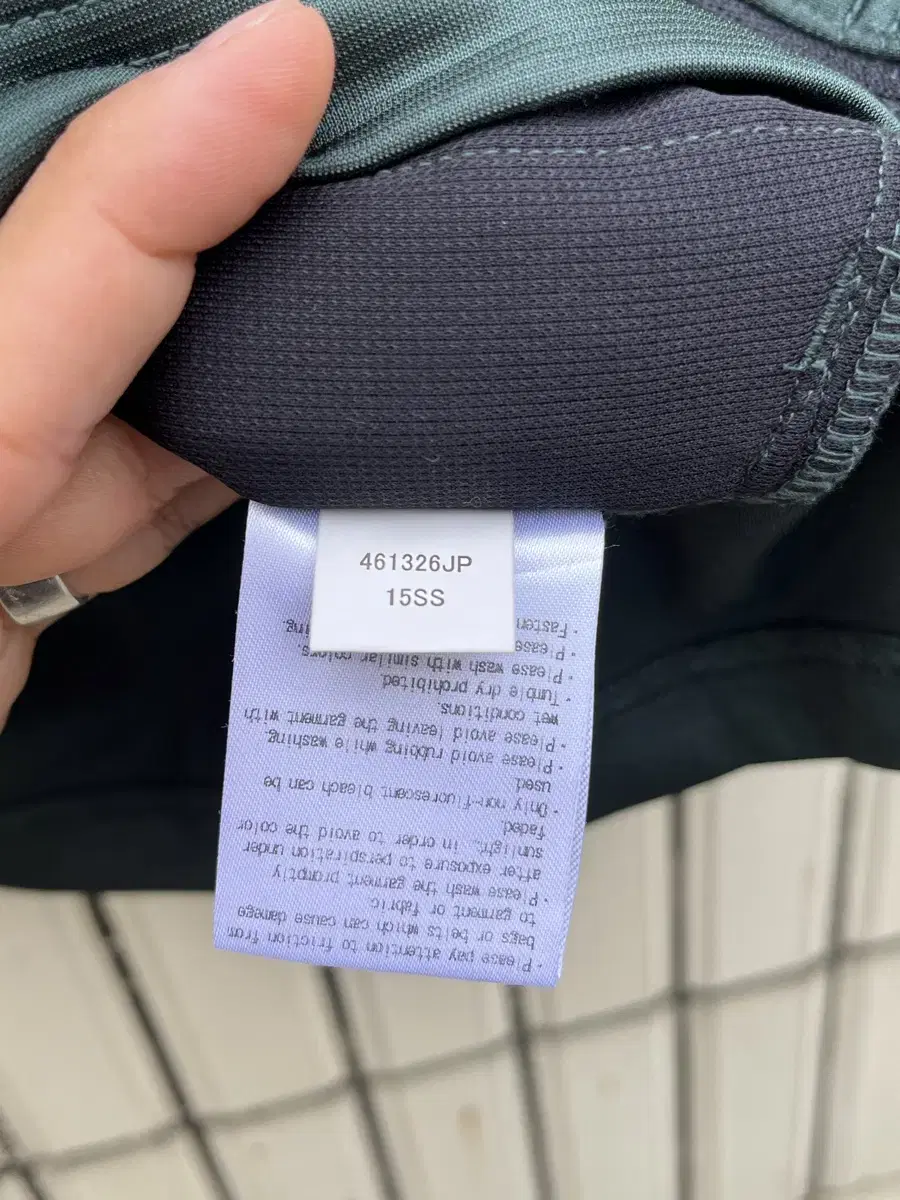 461326JP
15SS
· Please pay attention to friction from
bags or belts which can cause damege
to garment or fabric.
· Please wash the garment promptly
after exposure to perspiration under
sunlight, in order to avoid the color
faded.
· Only non-fluorescent bleach can be
used.
· Please avoid rubbing while washing.
· Please avoid leaving the garment with
wet conditions.
· Tumble dry prohibited
· Please wash with similar colors.
· Please
· Fasten